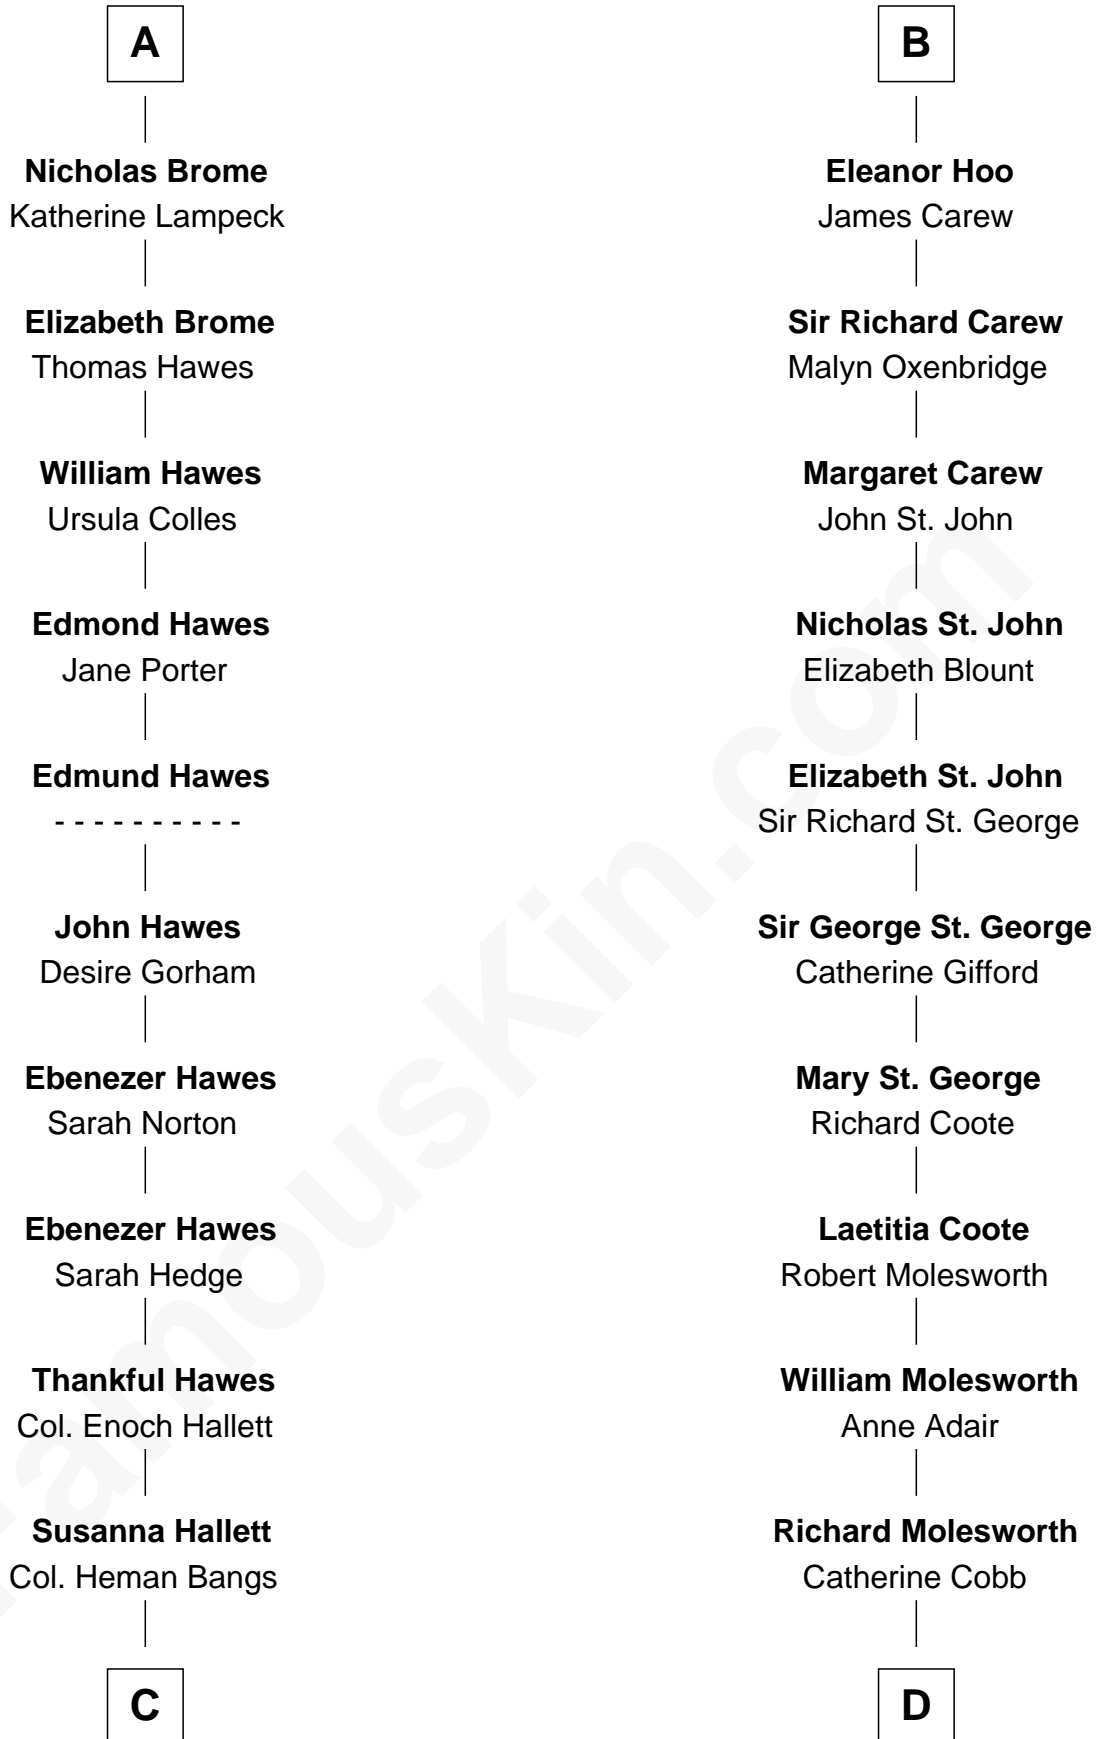 A
Nicholas Brome
Katherine Lampeck
Elizabeth Brome
Thomas Hawes
William Hawes
Ursula Colles
Edmond Hawes
Jane Porter
Edmund Hawes
- - - - - - - - - -
John Hawes
Desire Gorham
Ebenezer Hawes
Sarah Norton
Ebenezer Hawes
Sarah Hedge
Thankful Hawes
Col. Enoch Hallett
Susanna Hallett
Col. Heman Bangs
C
B
Eleanor Hoo
James Carew
Sir Richard Carew
Malyn Oxenbridge
Margaret Carew
John St. John
Nicholas St. John
Elizabeth Blount
Elizabeth St. John
Sir Richard St. George
Sir George St. George
Catherine Gifford
Mary St. George
Richard Coote
Laetitia Coote
Robert Molesworth
William Molesworth
Anne Adair
Richard Molesworth
Catherine Cobb
D
FamousKin.com